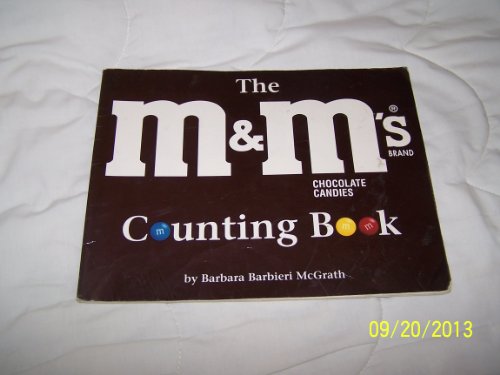 The
m&m's®
BRAND
CHOCOLATE
CANDIES
Counting Book
by Barbara Barbieri McGrath
09/20/2013